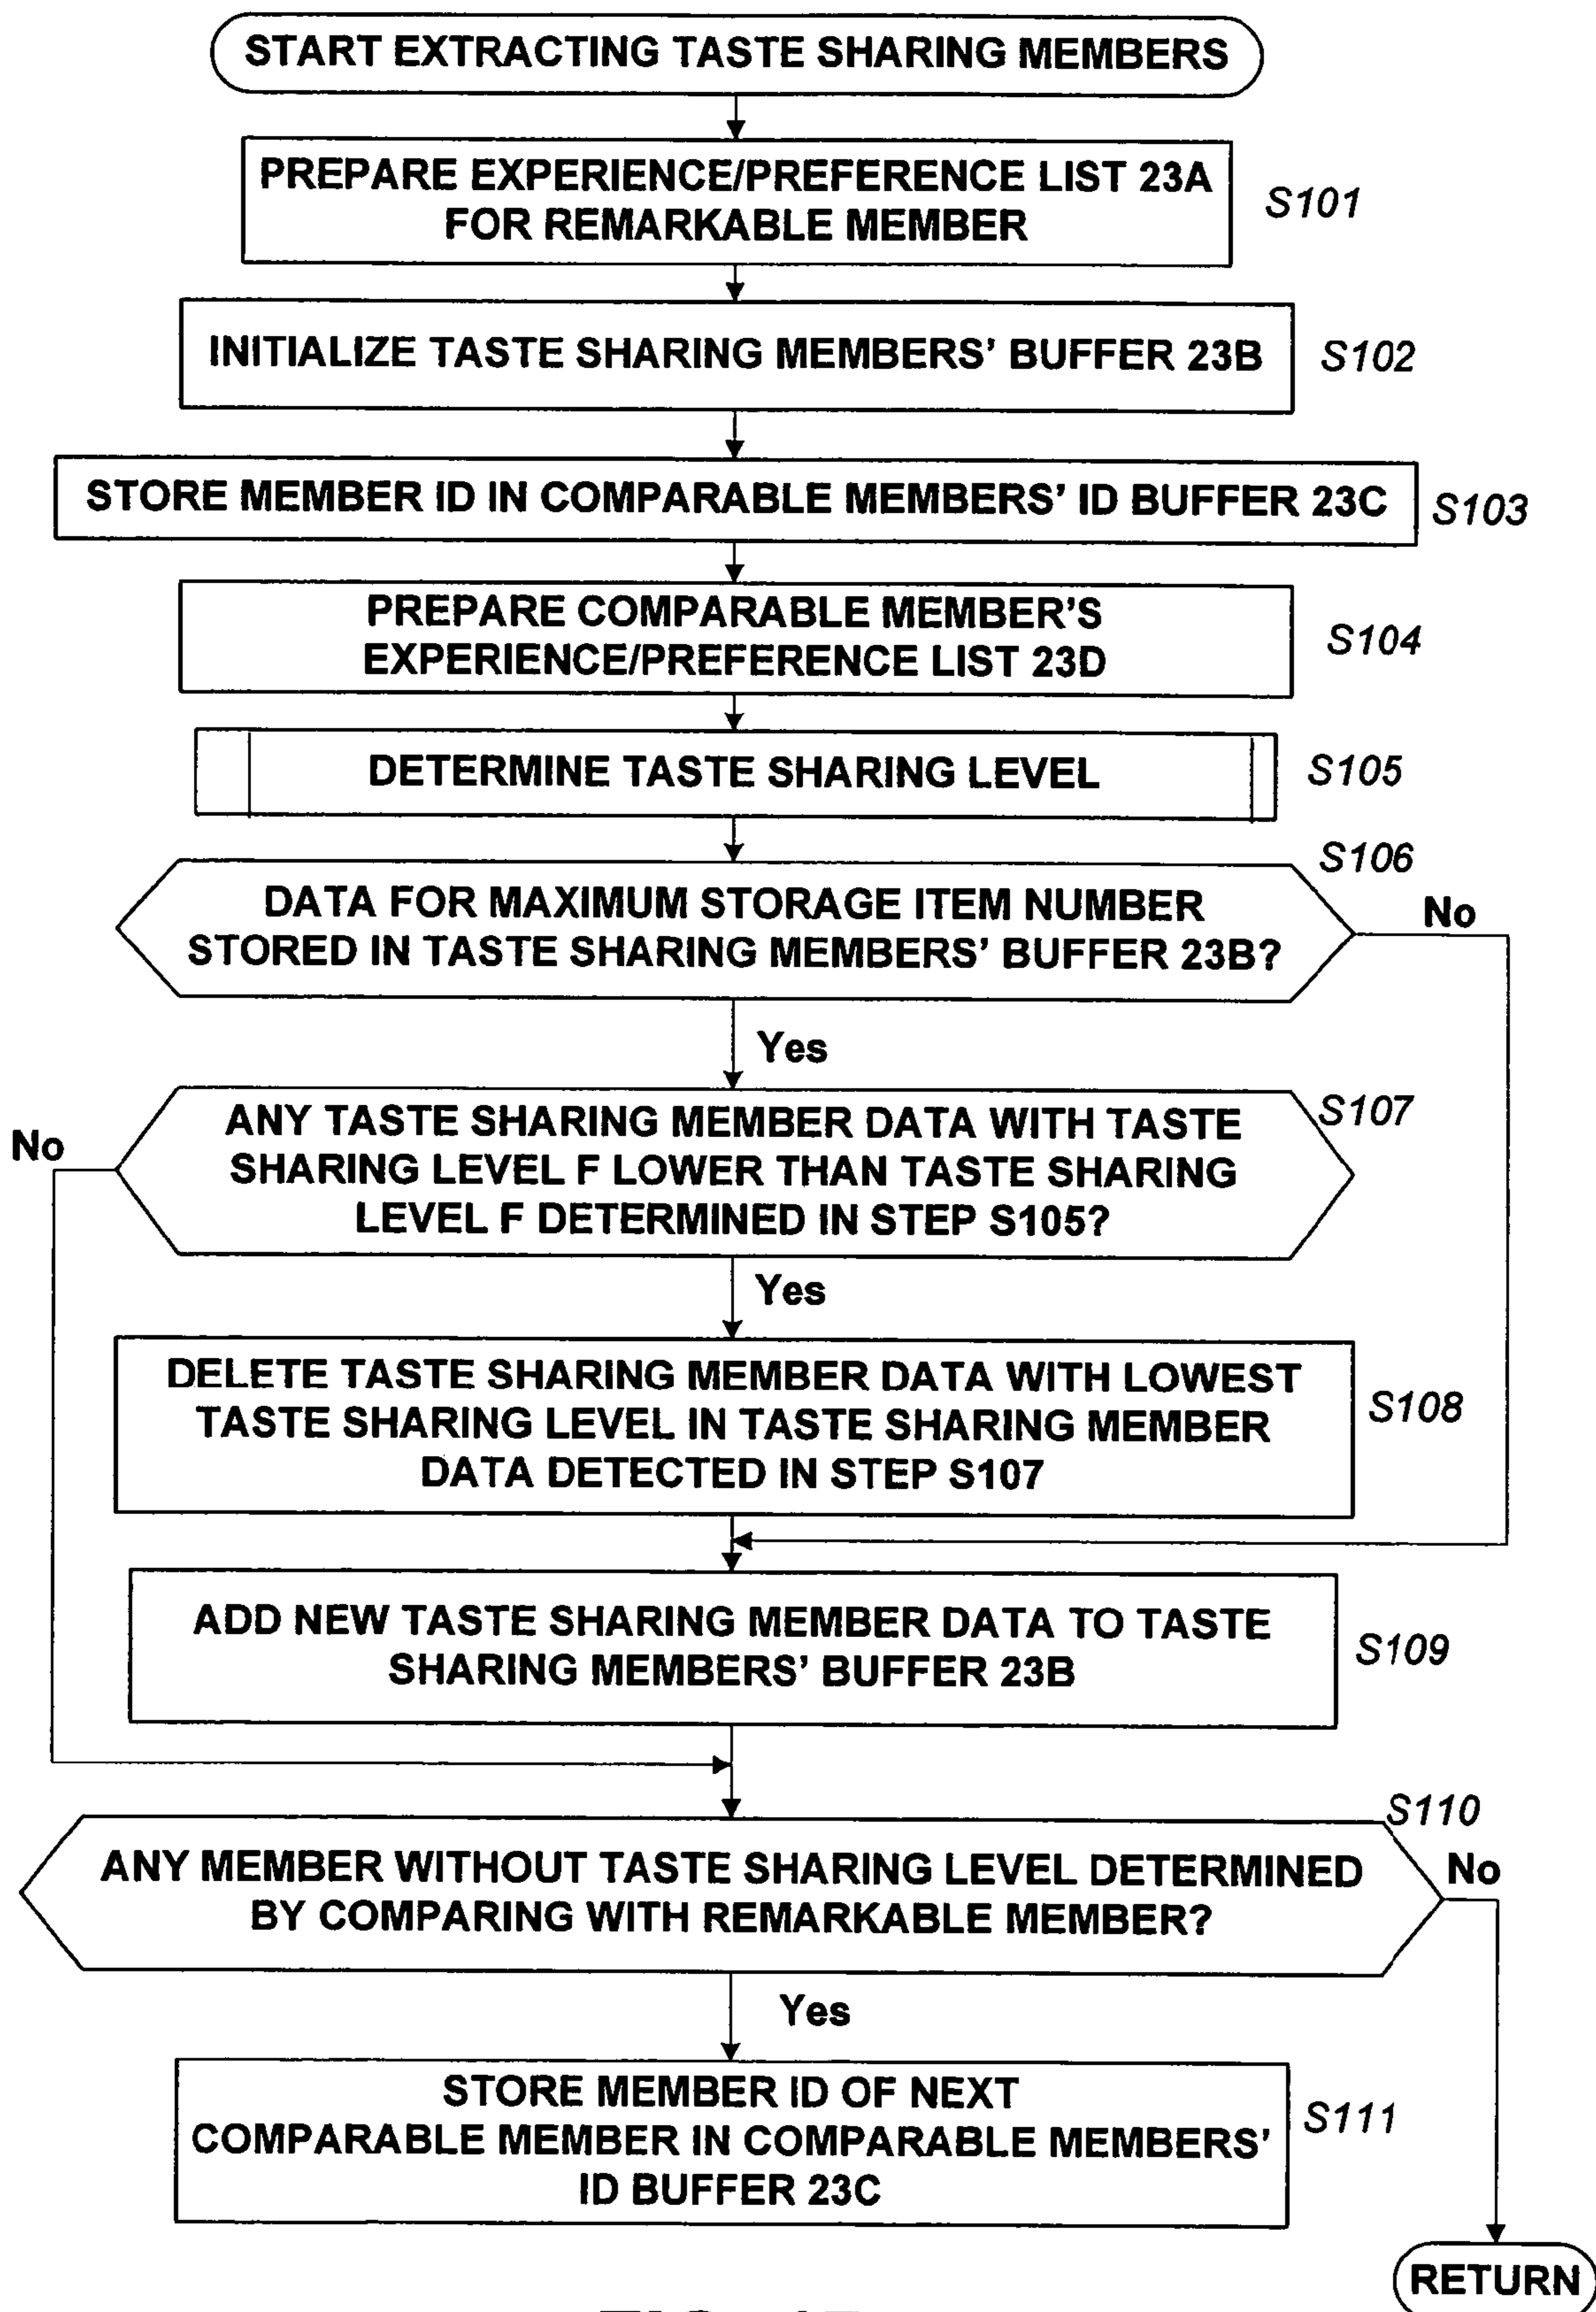 START EXTRACTING TASTE SHARING MEMBERS
PREPARE EXPERIENCE/PREFERENCE LIST 23A
FOR REMARKABLE MEMBER
S101
INITIALIZE TASTE SHARING MEMBERS' BUFFER 23B
S102
STORE MEMBER ID IN COMPARABLE MEMBERS' ID BUFFER 23C
S103
PREPARE COMPARABLE MEMBER'S
EXPERIENCE/PREFERENCE LIST 23D
S104
DETERMINE TASTE SHARING LEVEL
S105
S106
DATA FOR MAXIMUM STORAGE ITEM NUMBER
STORED IN TASTE SHARING MEMBERS' BUFFER 23B?
No
Yes
S107
ANY TASTE SHARING MEMBER DATA WITH TASTE
SHARING LEVEL F LOWER THAN TASTE SHARING
LEVEL F DETERMINED IN STEP S105?
No
Yes
DELETE TASTE SHARING MEMBER DATA WITH LOWEST
TASTE SHARING LEVEL IN TASTE SHARING MEMBER
DATA DETECTED IN STEP S107
S108
ADD NEW TASTE SHARING MEMBER DATA TO TASTE
SHARING MEMBERS' BUFFER 23B
S109
S110
ANY MEMBER WITHOUT TASTE SHARING LEVEL DETERMINED
BY COMPARING WITH REMARKABLE MEMBER?
No
Yes
STORE MEMBER ID OF NEXT
COMPARABLE MEMBER IN COMPARABLE MEMBERS'
ID BUFFER 23C
S111
RETURN